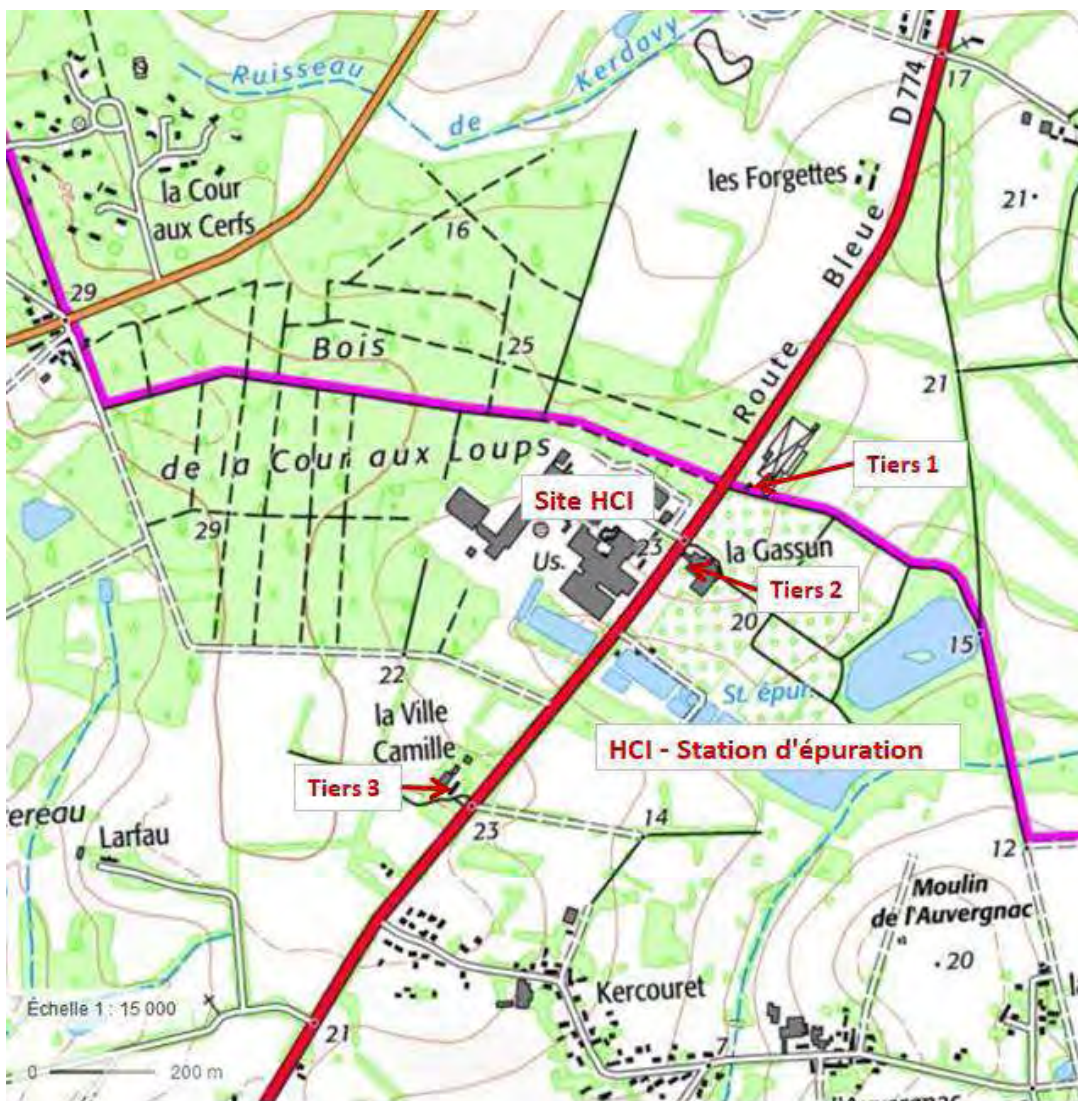 Ruisseau
de
Kerdavy
D 774
17
la Cour
aux Cerfs
les Forgettes
21
16
29
Bleue
Bois
25
Route
21
de la Cour aux Loups
Tiers 1
Site HCI
29
23
la Gassun
Us.
Tiers 2
20
15
22
St. épur.
la Ville
Camille
HCI - Station d'épuration
Tiers 3
ereau
Larfau
23
14
12
Moulin
de l'Auvergnac
20
Kercouret
Échelle 1 : 15 000
21
7
0 200 m